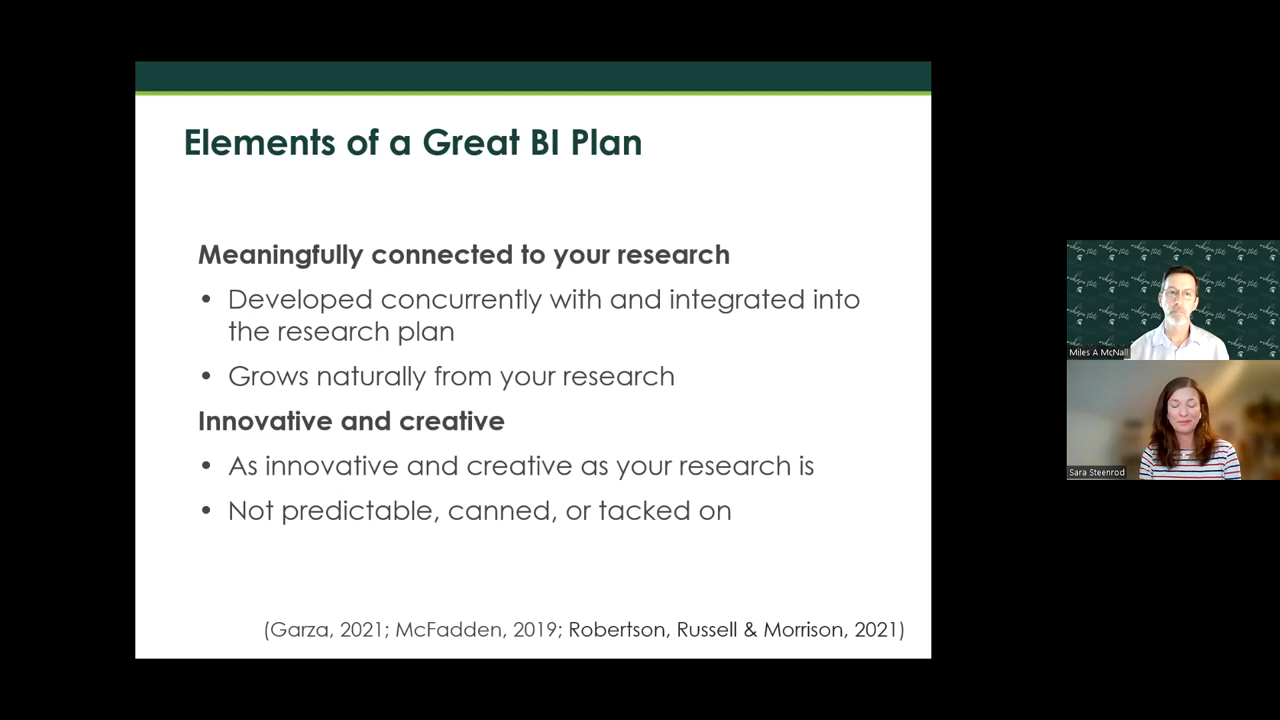 Elements of a Great BI Plan
Meaningfully connected to your research
• Developed concurrently with and integrated into
the research plan
• Grows naturally from your research
Innovative and creative
• As innovative and creative as your research is
• Not predictable, canned, or tacked on
(Garza, 2021; McFadden, 2019; Robertson, Russell & Morrison, 2021)
Miles A McNall
Sara Steenrod